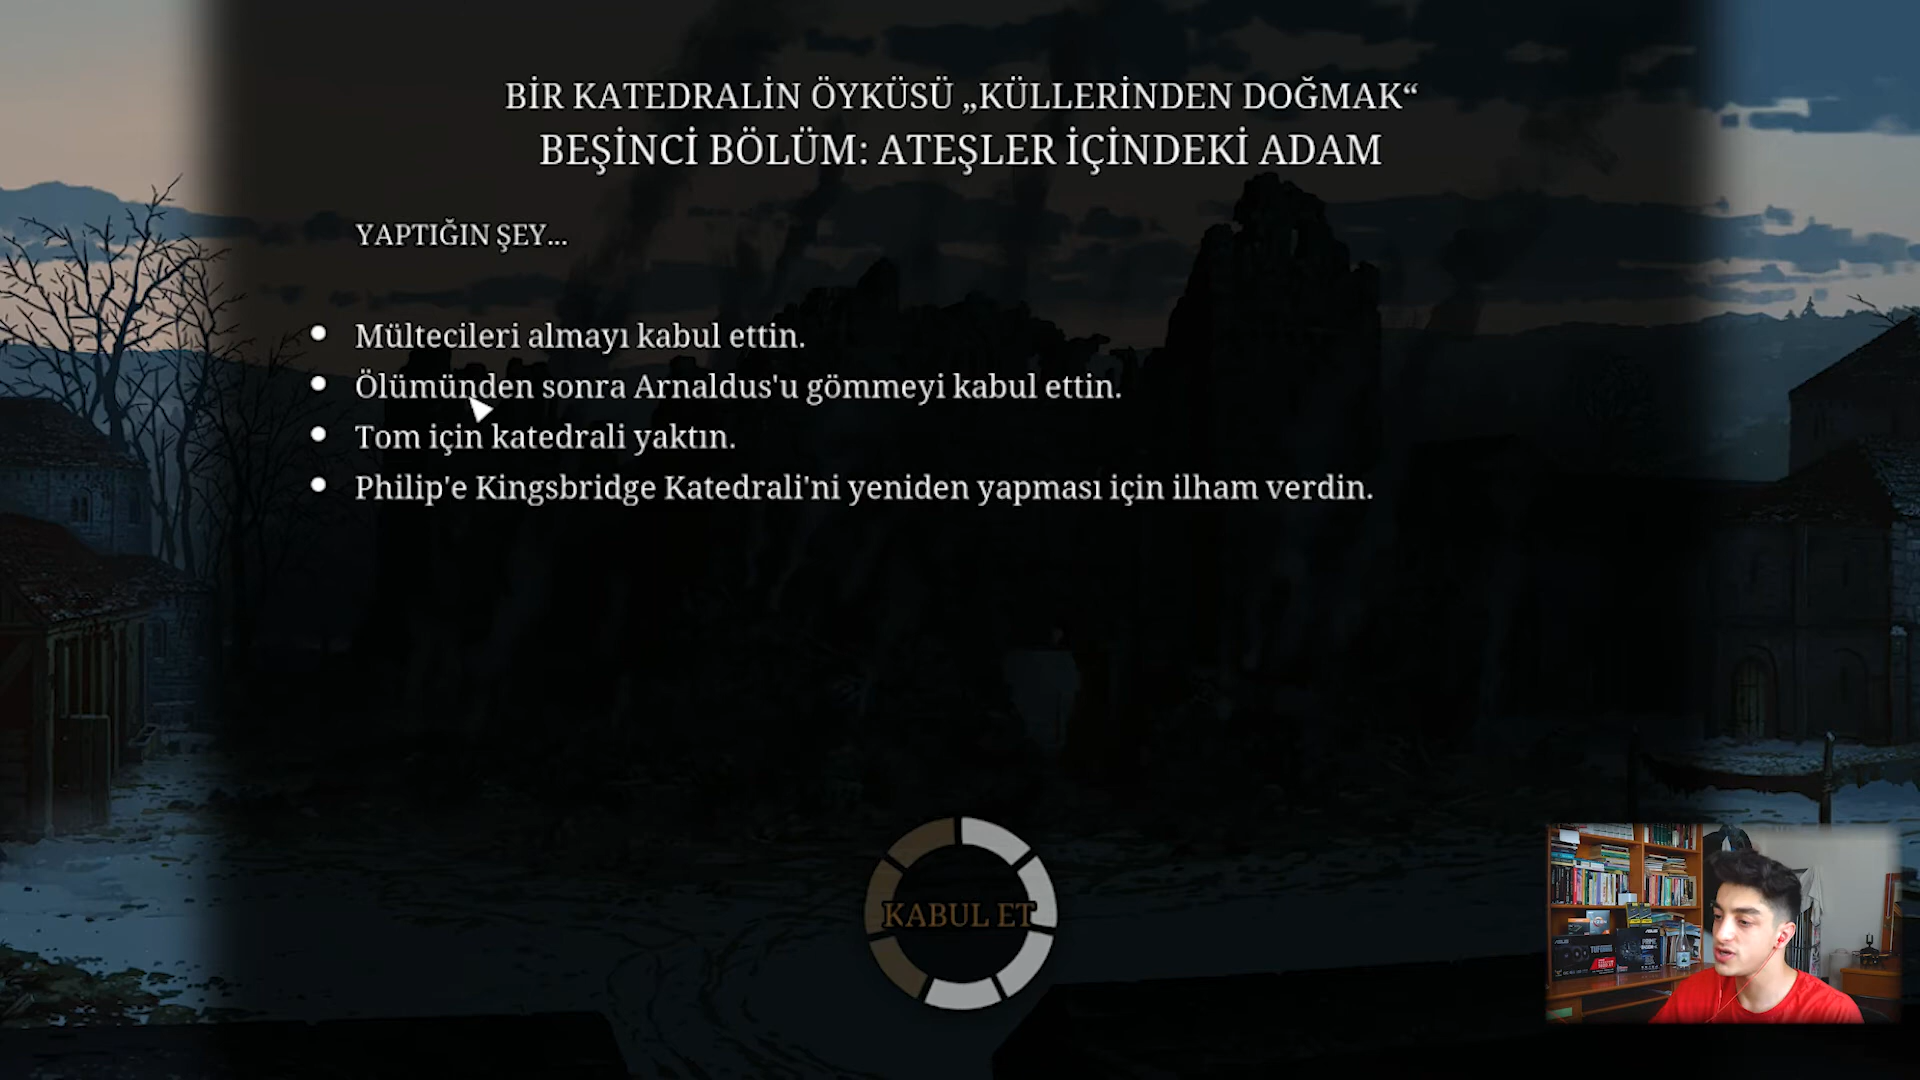 BİR KATEDRALİN ÖYKÜSÜ „KÜLLERİNDEN DOĞMAK“
BEŞİNCİ BÖLÜM: ATEŞLER İÇİNDEKİ ADAM
YAPTIĞIN ŞEY...
Mültecileri almayı kabul ettin.
Ölümünden sonra Arnaldus'u gömmeyi kabul ettin.
Tom için katedrali yaktın.
Philip'e Kingsbridge Katedrali'ni yeniden yapması için ilham verdin.
KABUL ET